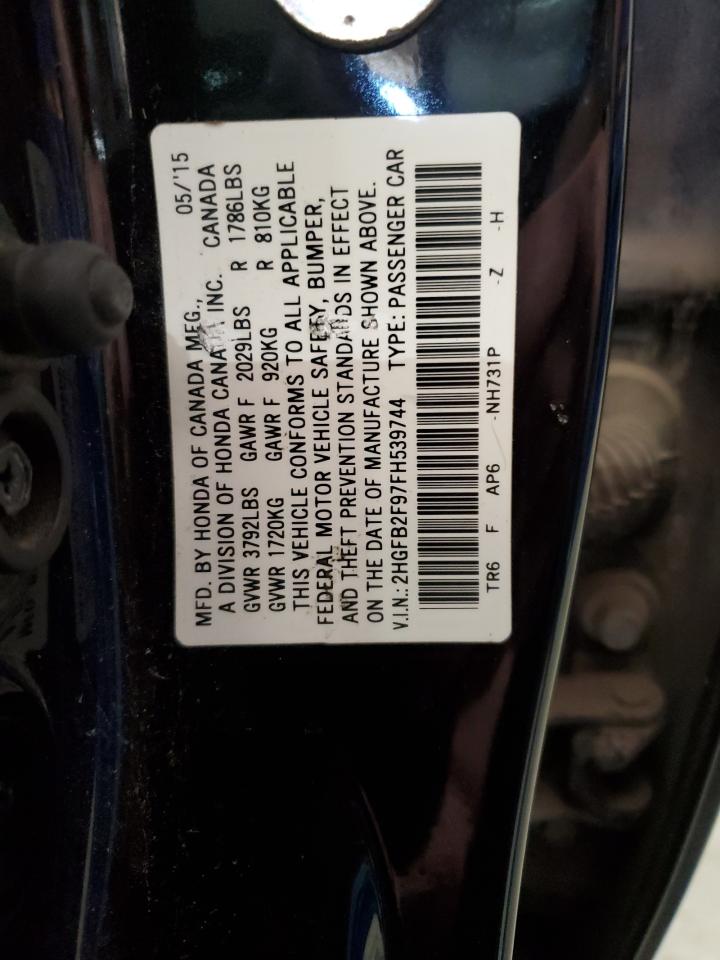 MFD. BY HONDA OF CANADA MFG., 05/'15
A DIVISION OF HONDA CANADA INC. CANADA
GVWR 3792LBS GAWR F 2029LBS R 1786LBS
GVWR 1720KG GAWR F 920KG R 810KG
THIS VEHICLE CONFORMS TO ALL APPLICABLE
FEDERAL MOTOR VEHICLE SAFETY, BUMPER,
AND THEFT PREVENTION STANDARDS IN EFFECT
ON THE DATE OF MANUFACTURE SHOWN ABOVE.
V.I.N.: 2HGFB2F97FH539744 TYPE: PASSENGER CAR
TR6 F AP6 -NH731P -Z -H